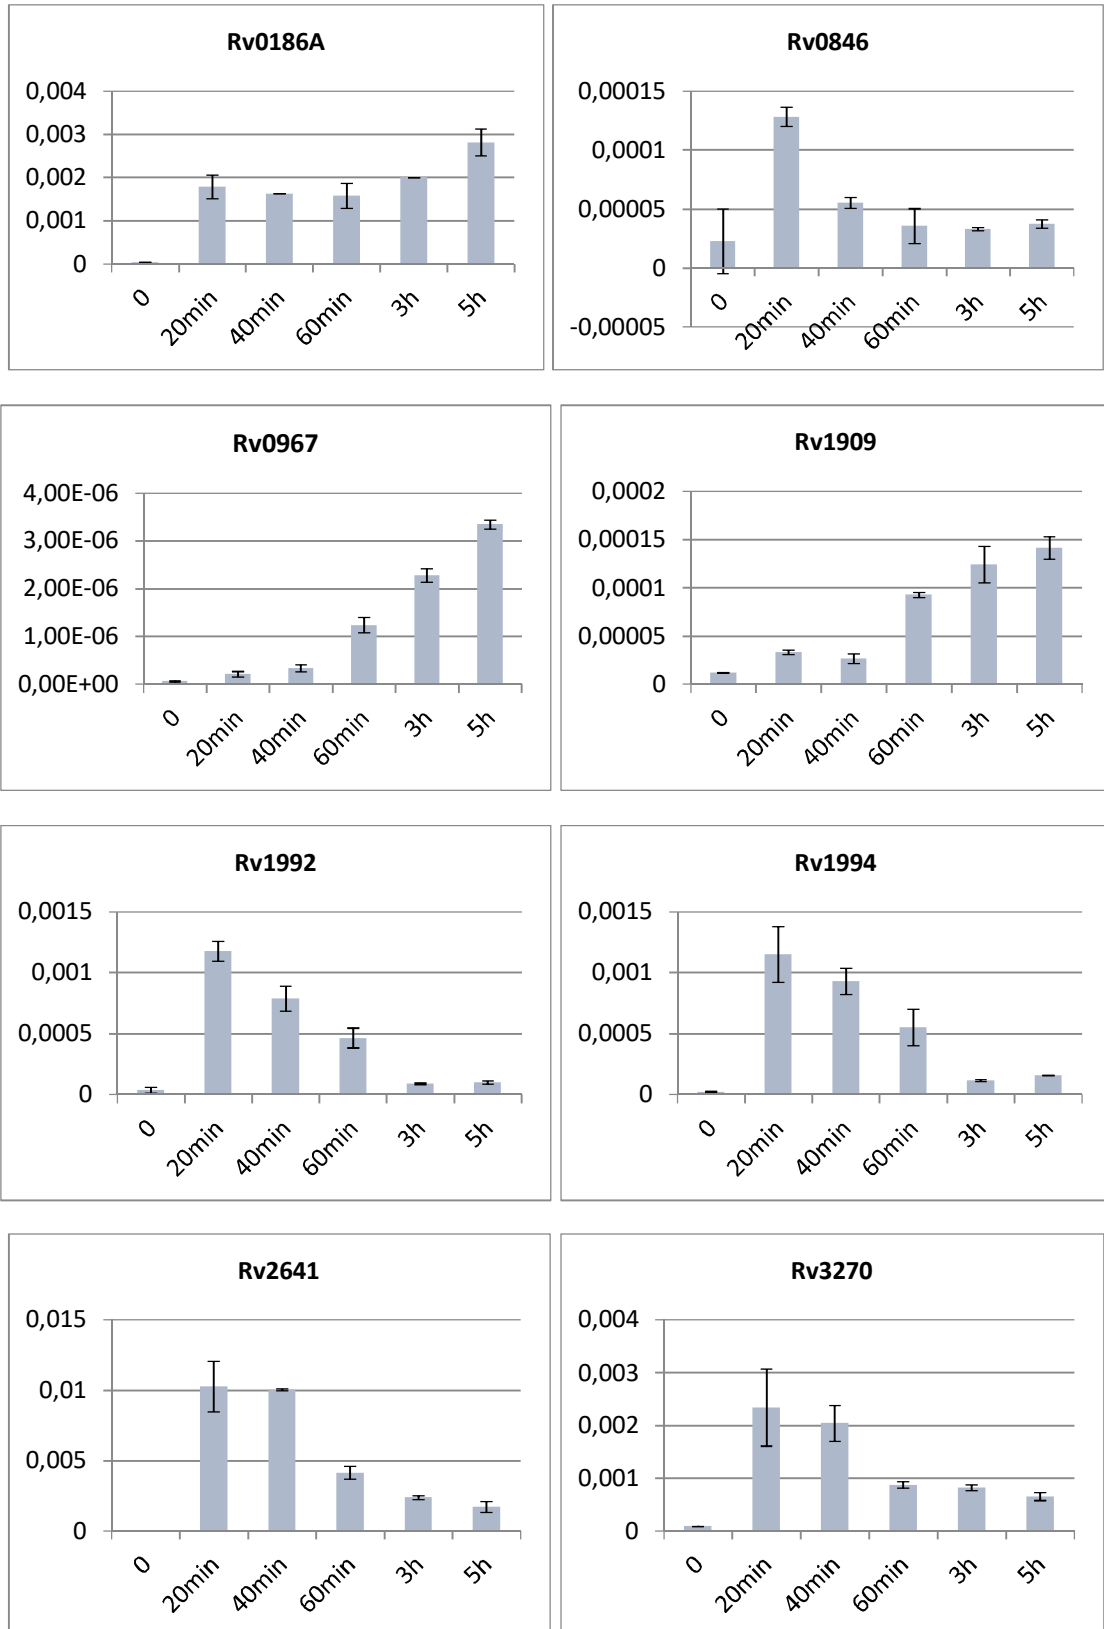 Rv0186A
0,004
0,003
0,002
0,001
0
0
20min
40min
60min
3h
5h
Rv0846
0,00015
0,0001
0,00005
0
-0,00005
0
20min
40min
60min
3h
5h
Rv0967
4,00E-06
3,00E-06
2,00E-06
1,00E-06
0,00E+00
0
20min
40min
60min
3h
5h
Rv1909
0,0002
0,00015
0,0001
0,00005
0
0
20min
40min
60min
3h
5h
Rv1992
0,0015
0,001
0,0005
0
0
20min
40min
60min
3h
5h
Rv1994
0,0015
0,001
0,0005
0
0
20min
40min
60min
3h
5h
Rv2641
0,015
0,01
0,005
0
0
20min
40min
60min
3h
5h
Rv3270
0,004
0,003
0,002
0,001
0
0
20min
40min
60min
3h
5h